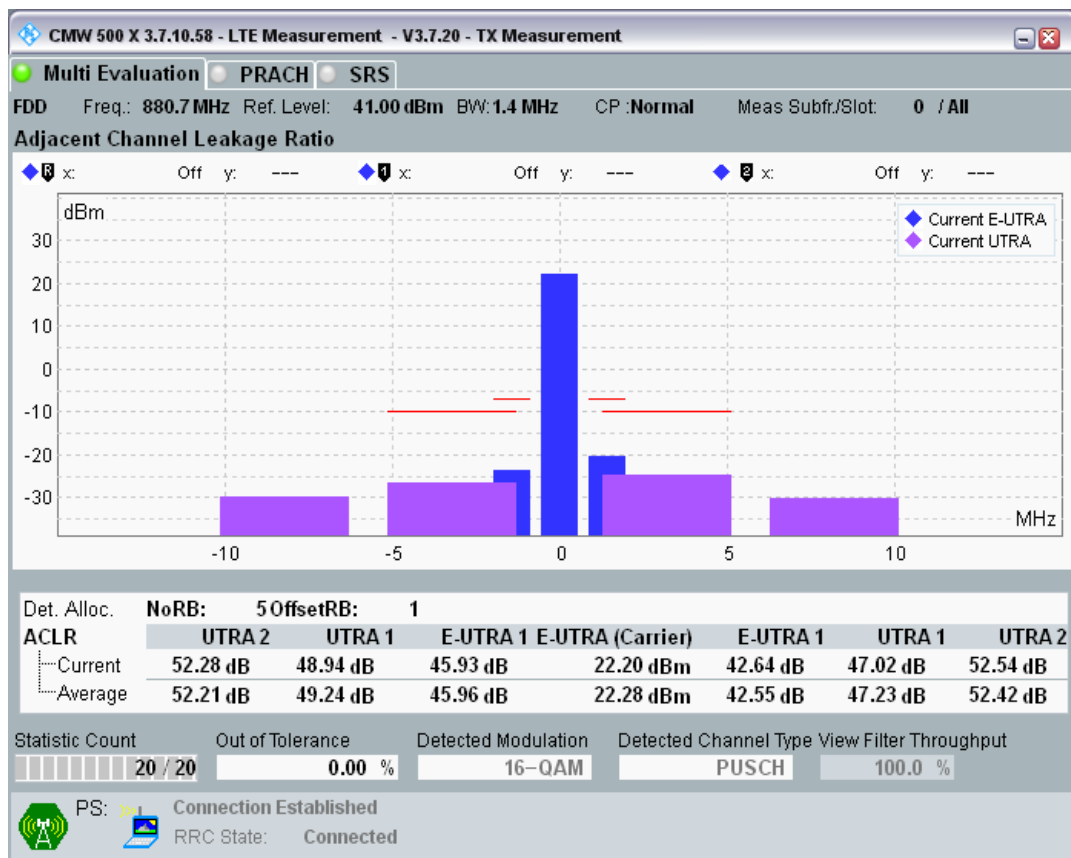 CMW 500 X 3.7.10.58 - LTE Measurement - V3.7.20 - TX Measurement
Multi Evaluation PRACH SRS
FDD Freq.: 880.7 MHz Ref. Level: 41.00 dBm BW: 1.4 MHz CP :Normal Meas Subfr./Slot: 0 / All
Adjacent Channel Leakage Ratio
R x: Off y: --- 1 x: Off y: --- 2 x: Off y: ---
dBm
Current E-UTRA
Current UTRA
30
20
10
0
-10
-20
-30
MHz
-10 -5 0 5 10
Det. Alloc. NoRB: 5 OffsetRB: 1
ACLR UTRA 2 UTRA 1 E-UTRA 1 E-UTRA (Carrier) E-UTRA 1 UTRA 1 UTRA 2
Current 52.28 dB 48.94 dB 45.93 dB 22.20 dBm 42.64 dB 47.02 dB 52.54 dB
Average 52.21 dB 49.24 dB 45.96 dB 22.28 dBm 42.55 dB 47.23 dB 52.42 dB
Statistic Count Out of Tolerance Detected Modulation Detected Channel Type View Filter Throughput
20 / 20 0.00 % 16-QAM PUSCH 100.0 %
PS: Connection Established
RRC State: Connected